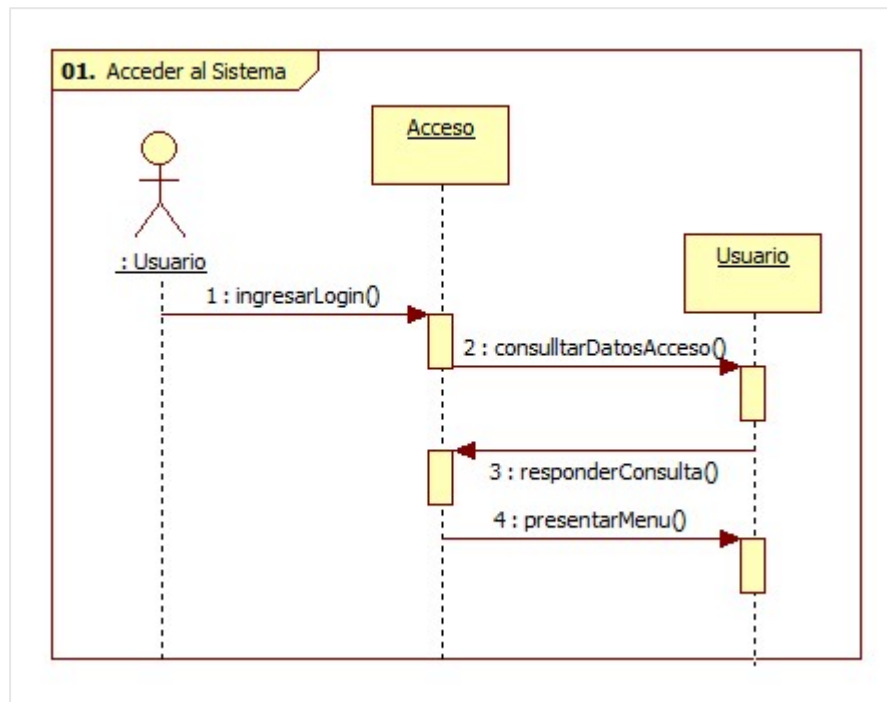 01. Acceder al Sistema
Acceso
: Usuario
Usuario
1 : ingresarLogin()
2 : consulltarDatosAcceso()
3 : responderConsulta()
4 : presentarMenu()